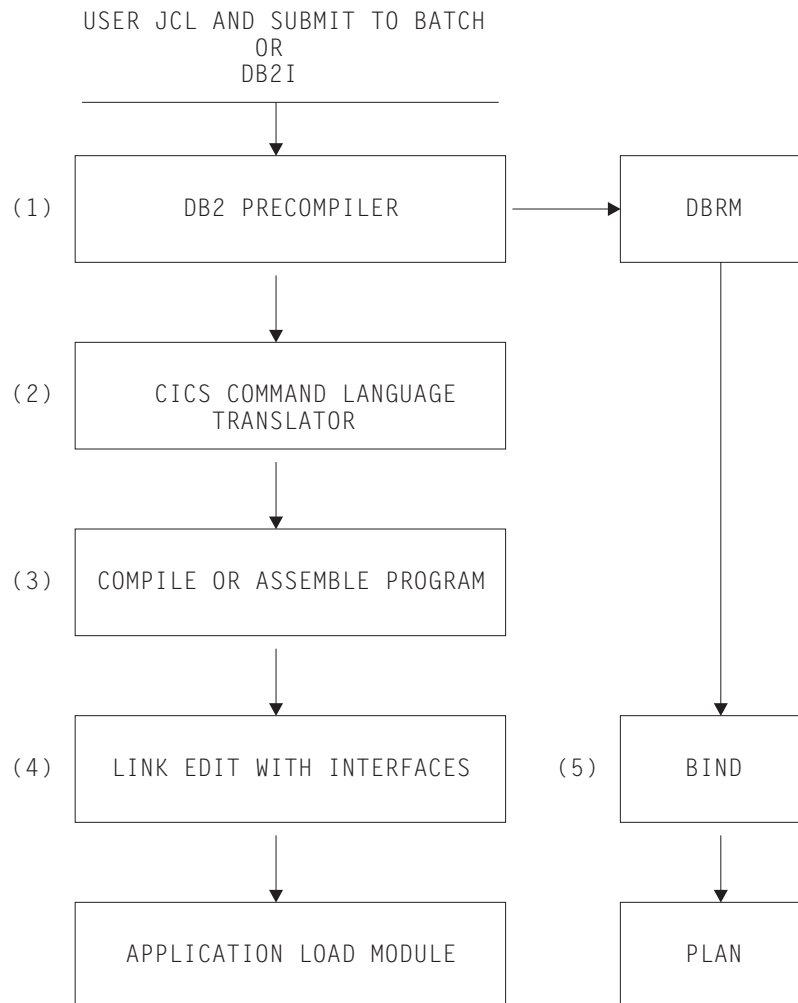 USER JCL AND SUBMIT TO BATCH
OR
DB2I
(1) DB2 PRECOMPILER DBRM
(2) CICS COMMAND LANGUAGE
TRANSLATOR
(3) COMPILE OR ASSEMBLE PROGRAM
(4) LINK EDIT WITH INTERFACES (5) BIND
APPLICATION LOAD MODULE PLAN